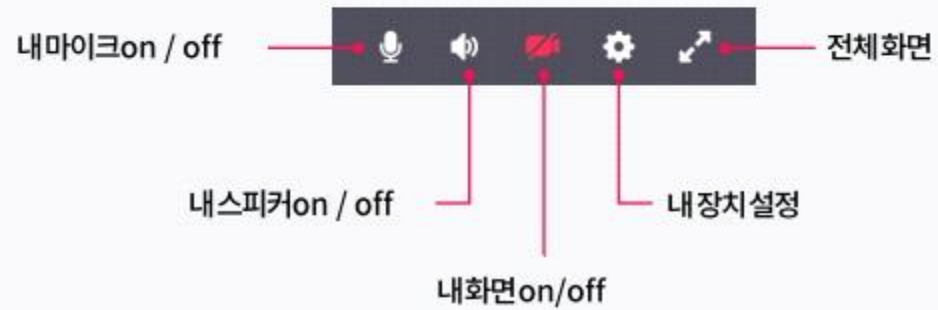 내 마이크on / off
전체 화면
내 스피커on / off
내 장치 설정
내 화면on/off